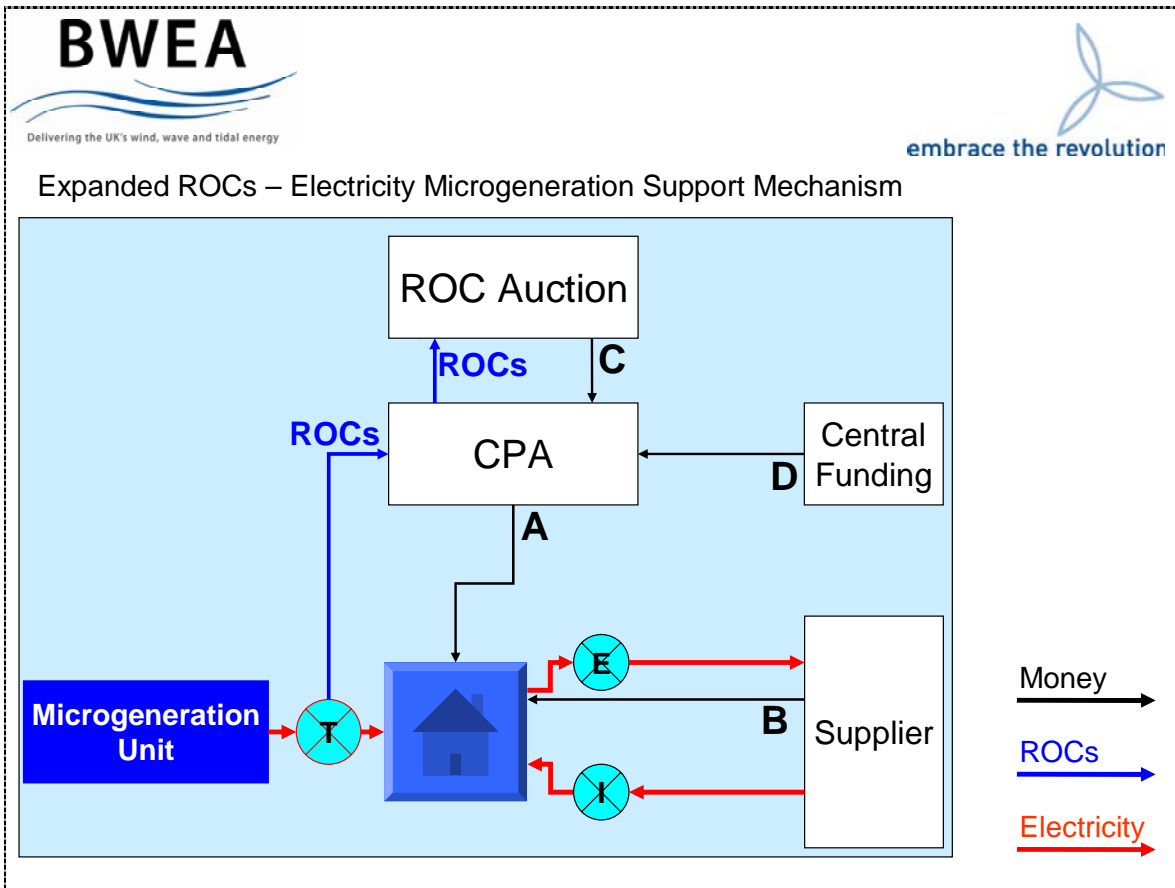 BWEA
Delivering the UK's wind, wave and tidal energy
embrace the revolution
Expanded ROCs – Electricity Microgeneration Support Mechanism
ROC Auction
ROCs
C
ROCs
CPA
Central
Funding
D
A
E
Microgeneration
Unit
T
B
Supplier
I
Money
ROCs
Electricity